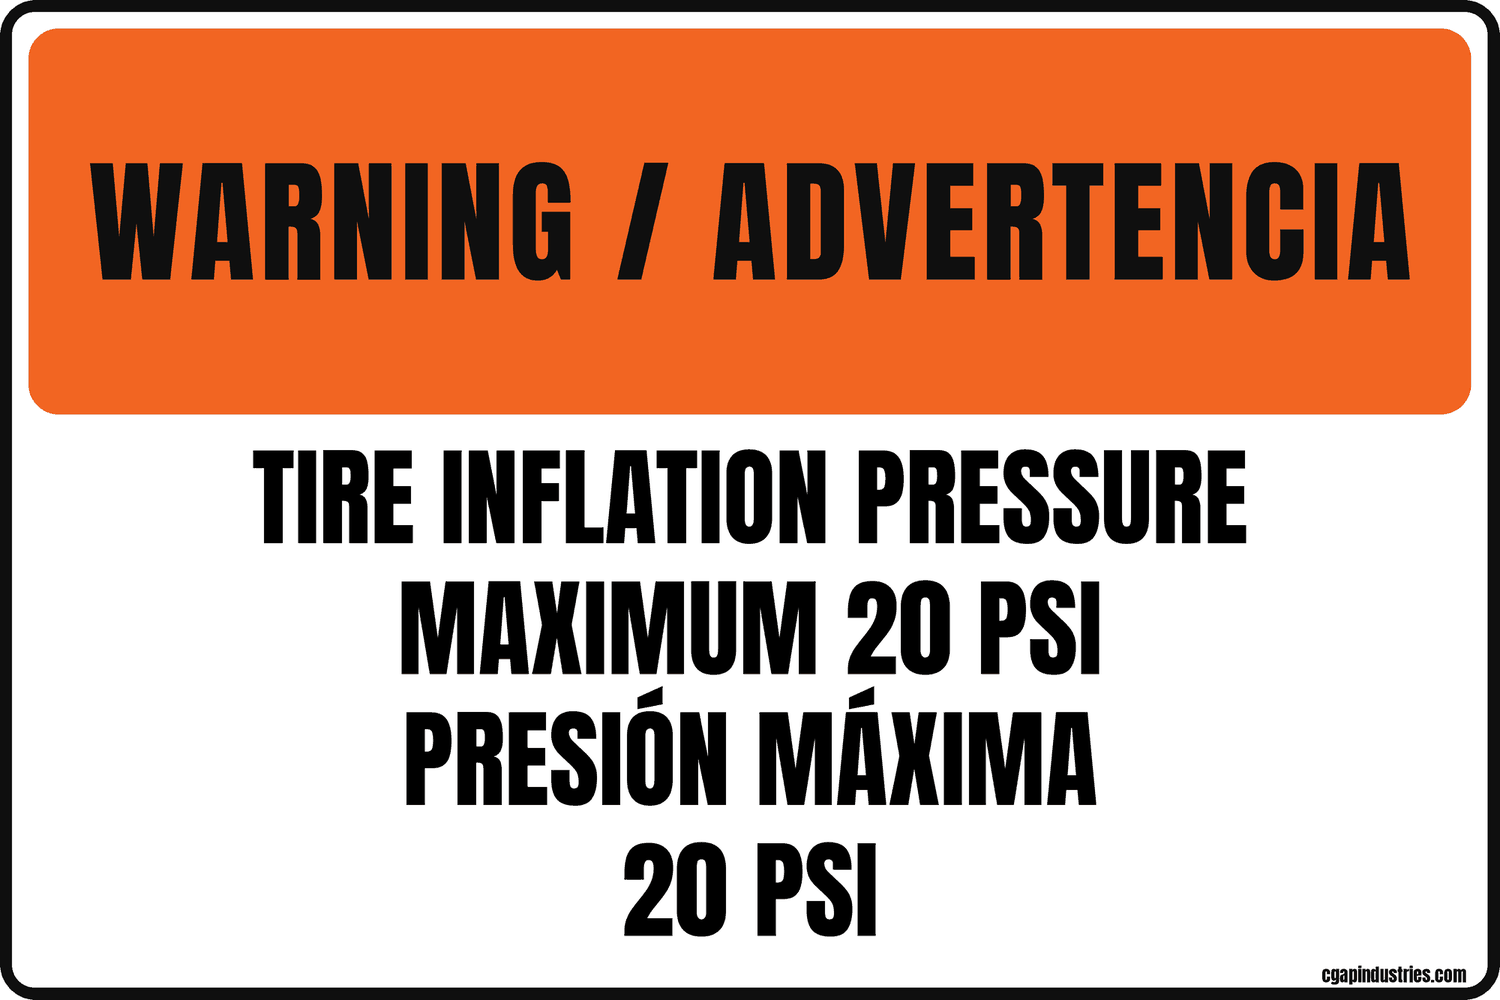 WARNING / ADVERTENCIA
TIRE INFLATION PRESSURE
MAXIMUM 20 PSI
PRESIÓN MÁXIMA
20 PSI
cgapindustries.com